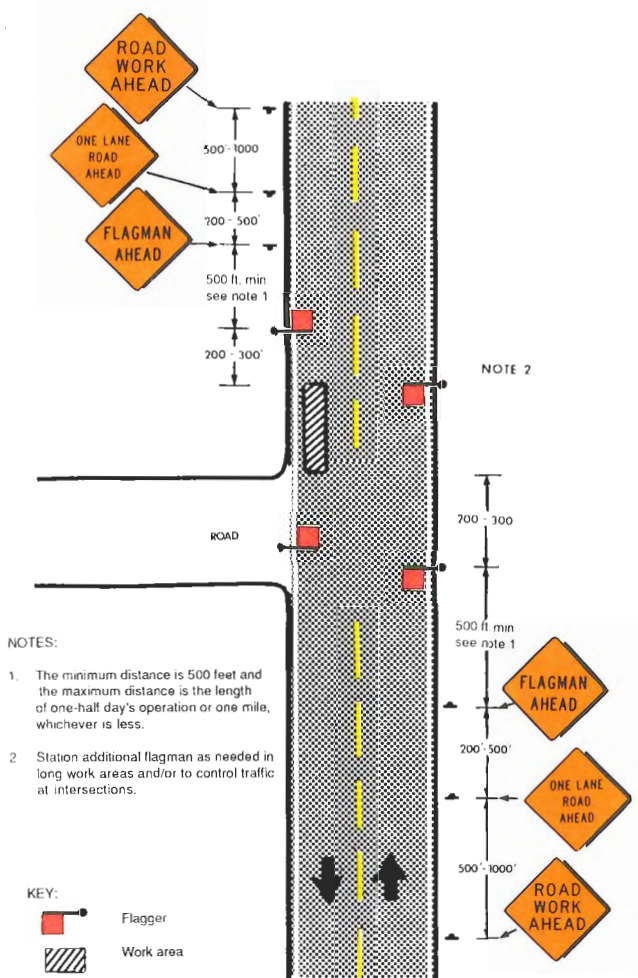 ROAD
WORK
AHEAD
ONE LANE
ROAD
AHEAD
FLAGMAN
AHEAD
500'-1000
200 - 500'
500 ft. min
see note 1
200' - 300'
NOTE 2
ROAD
200 - 300
500 ft min
see note 1
FLAGMAN
AHEAD
200'-500'
ONE LANE
ROAD
AHEAD
500'-1000'
ROAD
WORK
AHEAD
NOTES:
1. The minimum distance is 500 feet and
the maximum distance is the length
of one-half day's operation or one mile,
whichever is less.
2 Station additional flagman as needed in
long work areas and/or to control traffic
at intersections.
KEY:
Flagger
Work area